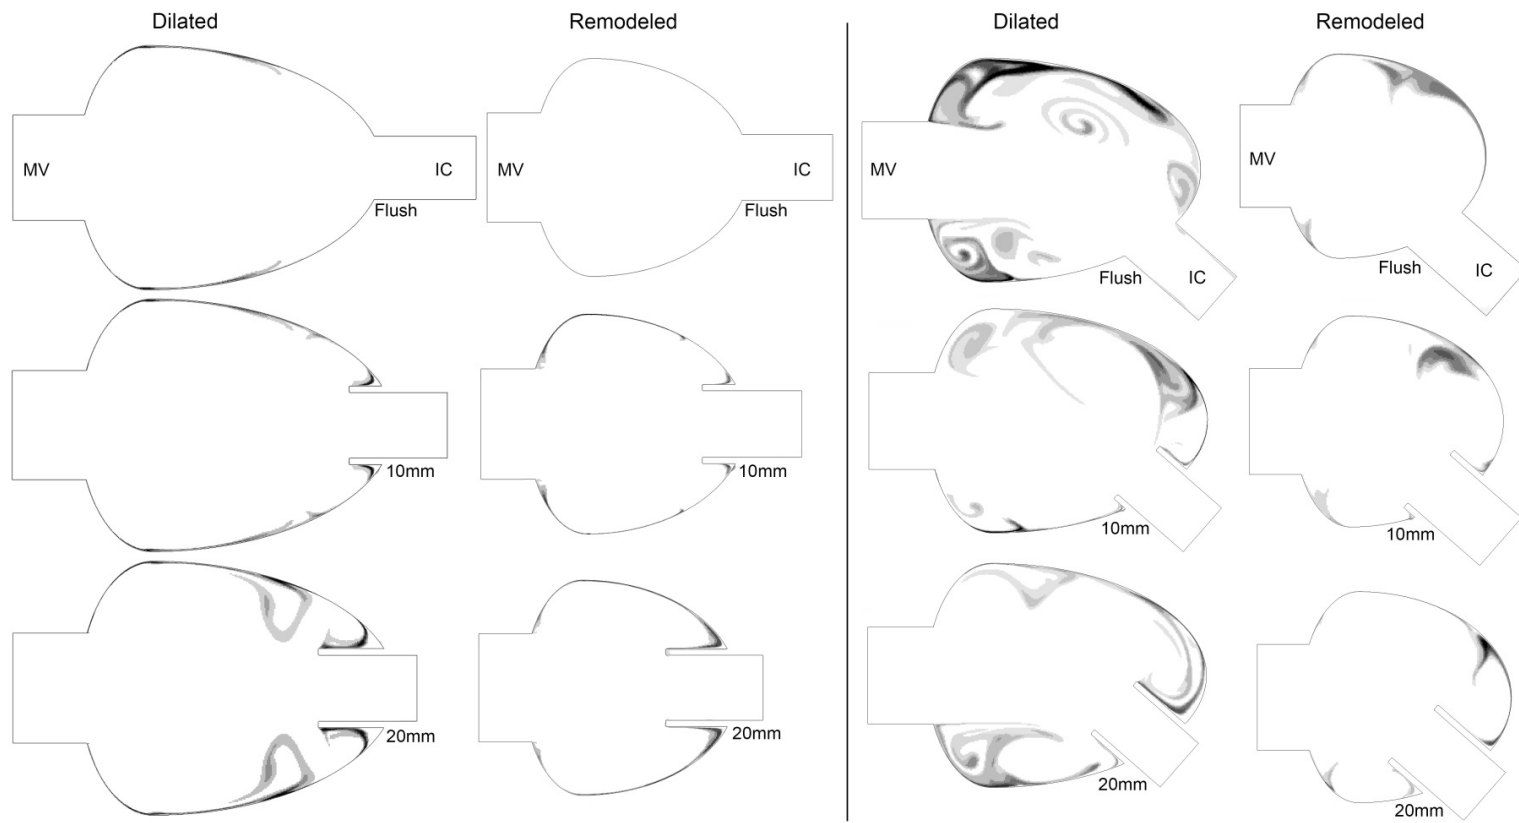 Dilated
Remodeled
Dilated
Remodeled
MV
IC
Flush
MV
IC
Flush
MV
Flush
IC
MV
Flush
IC
10mm
10mm
10mm
10mm
20mm
20mm
20mm
20mm